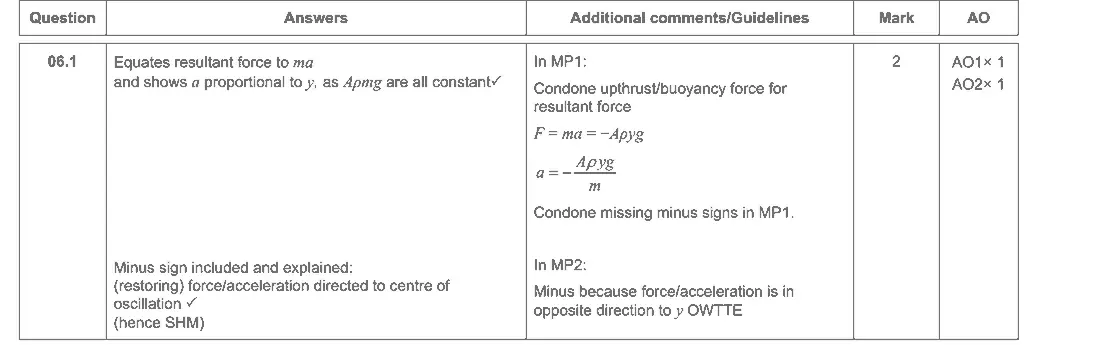 Question Answers Additional comments/Guidelines Mark AO
06.1 Equates resultant force to ma In MP1: 2 AO1× 1
and shows a proportional to y, as Aρmg are all constant✓ Condone upthrust/buoyancy force for AO2× 1
resultant force
F = ma = −Aρyg
a = − Aρyg / m
Condone missing minus signs in MP1.
Minus sign included and explained: In MP2:
(restoring) force/acceleration directed to centre of Minus because force/acceleration is in
oscillation ✓ opposite direction to y OWTTE
(hence SHM)